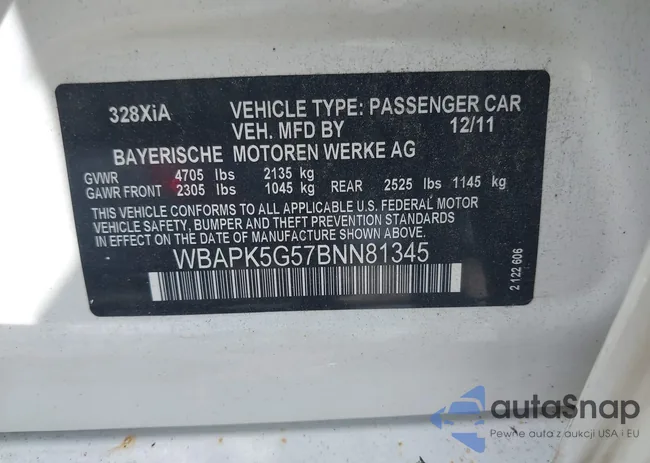 328XiA VEHICLE TYPE: PASSENGER CAR
VEH. MFD BY 12/11
BAYERISCHE MOTOREN WERKE AG
GVWR 4705 lbs 2135 kg
GAWR FRONT 2305 lbs 1045 kg REAR 2525 lbs 1145 kg
THIS VEHICLE CONFORMS TO ALL APPLICABLE U.S. FEDERAL MOTOR
VEHICLE SAFETY, BUMPER, AND THEFT PREVENTION STANDARDS
IN EFFECT ON THE DATE OF MANUFACTURE SHOWN ABOVE.
WBAPK5G57BNN81345
2 122 606
autoSnap
Pewne auta z aukcji USA i EU